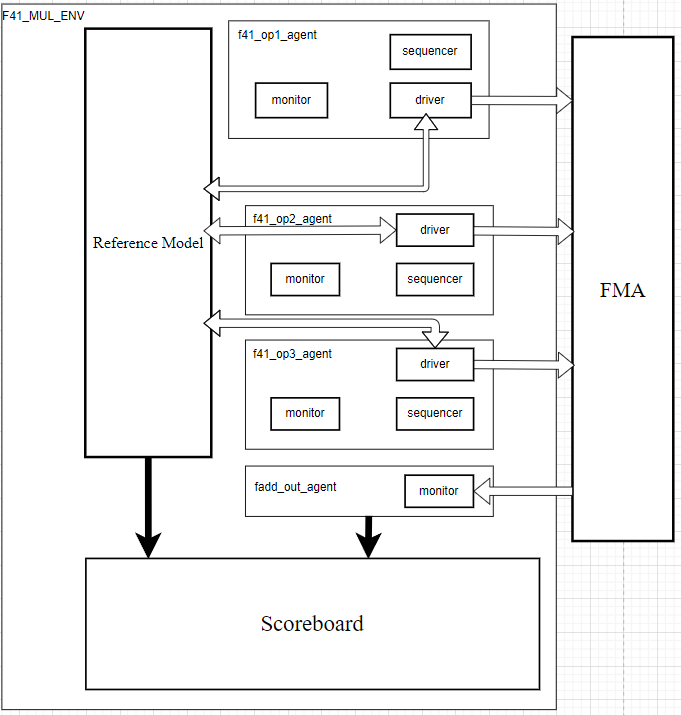 F41_MUL_ENV
f41_op1_agent
sequencer
monitor
driver
f41_op2_agent
driver
Reference Model
monitor
sequencer
FMA
f41_op3_agent
driver
monitor
sequencer
fadd_out_agent
monitor
Scoreboard